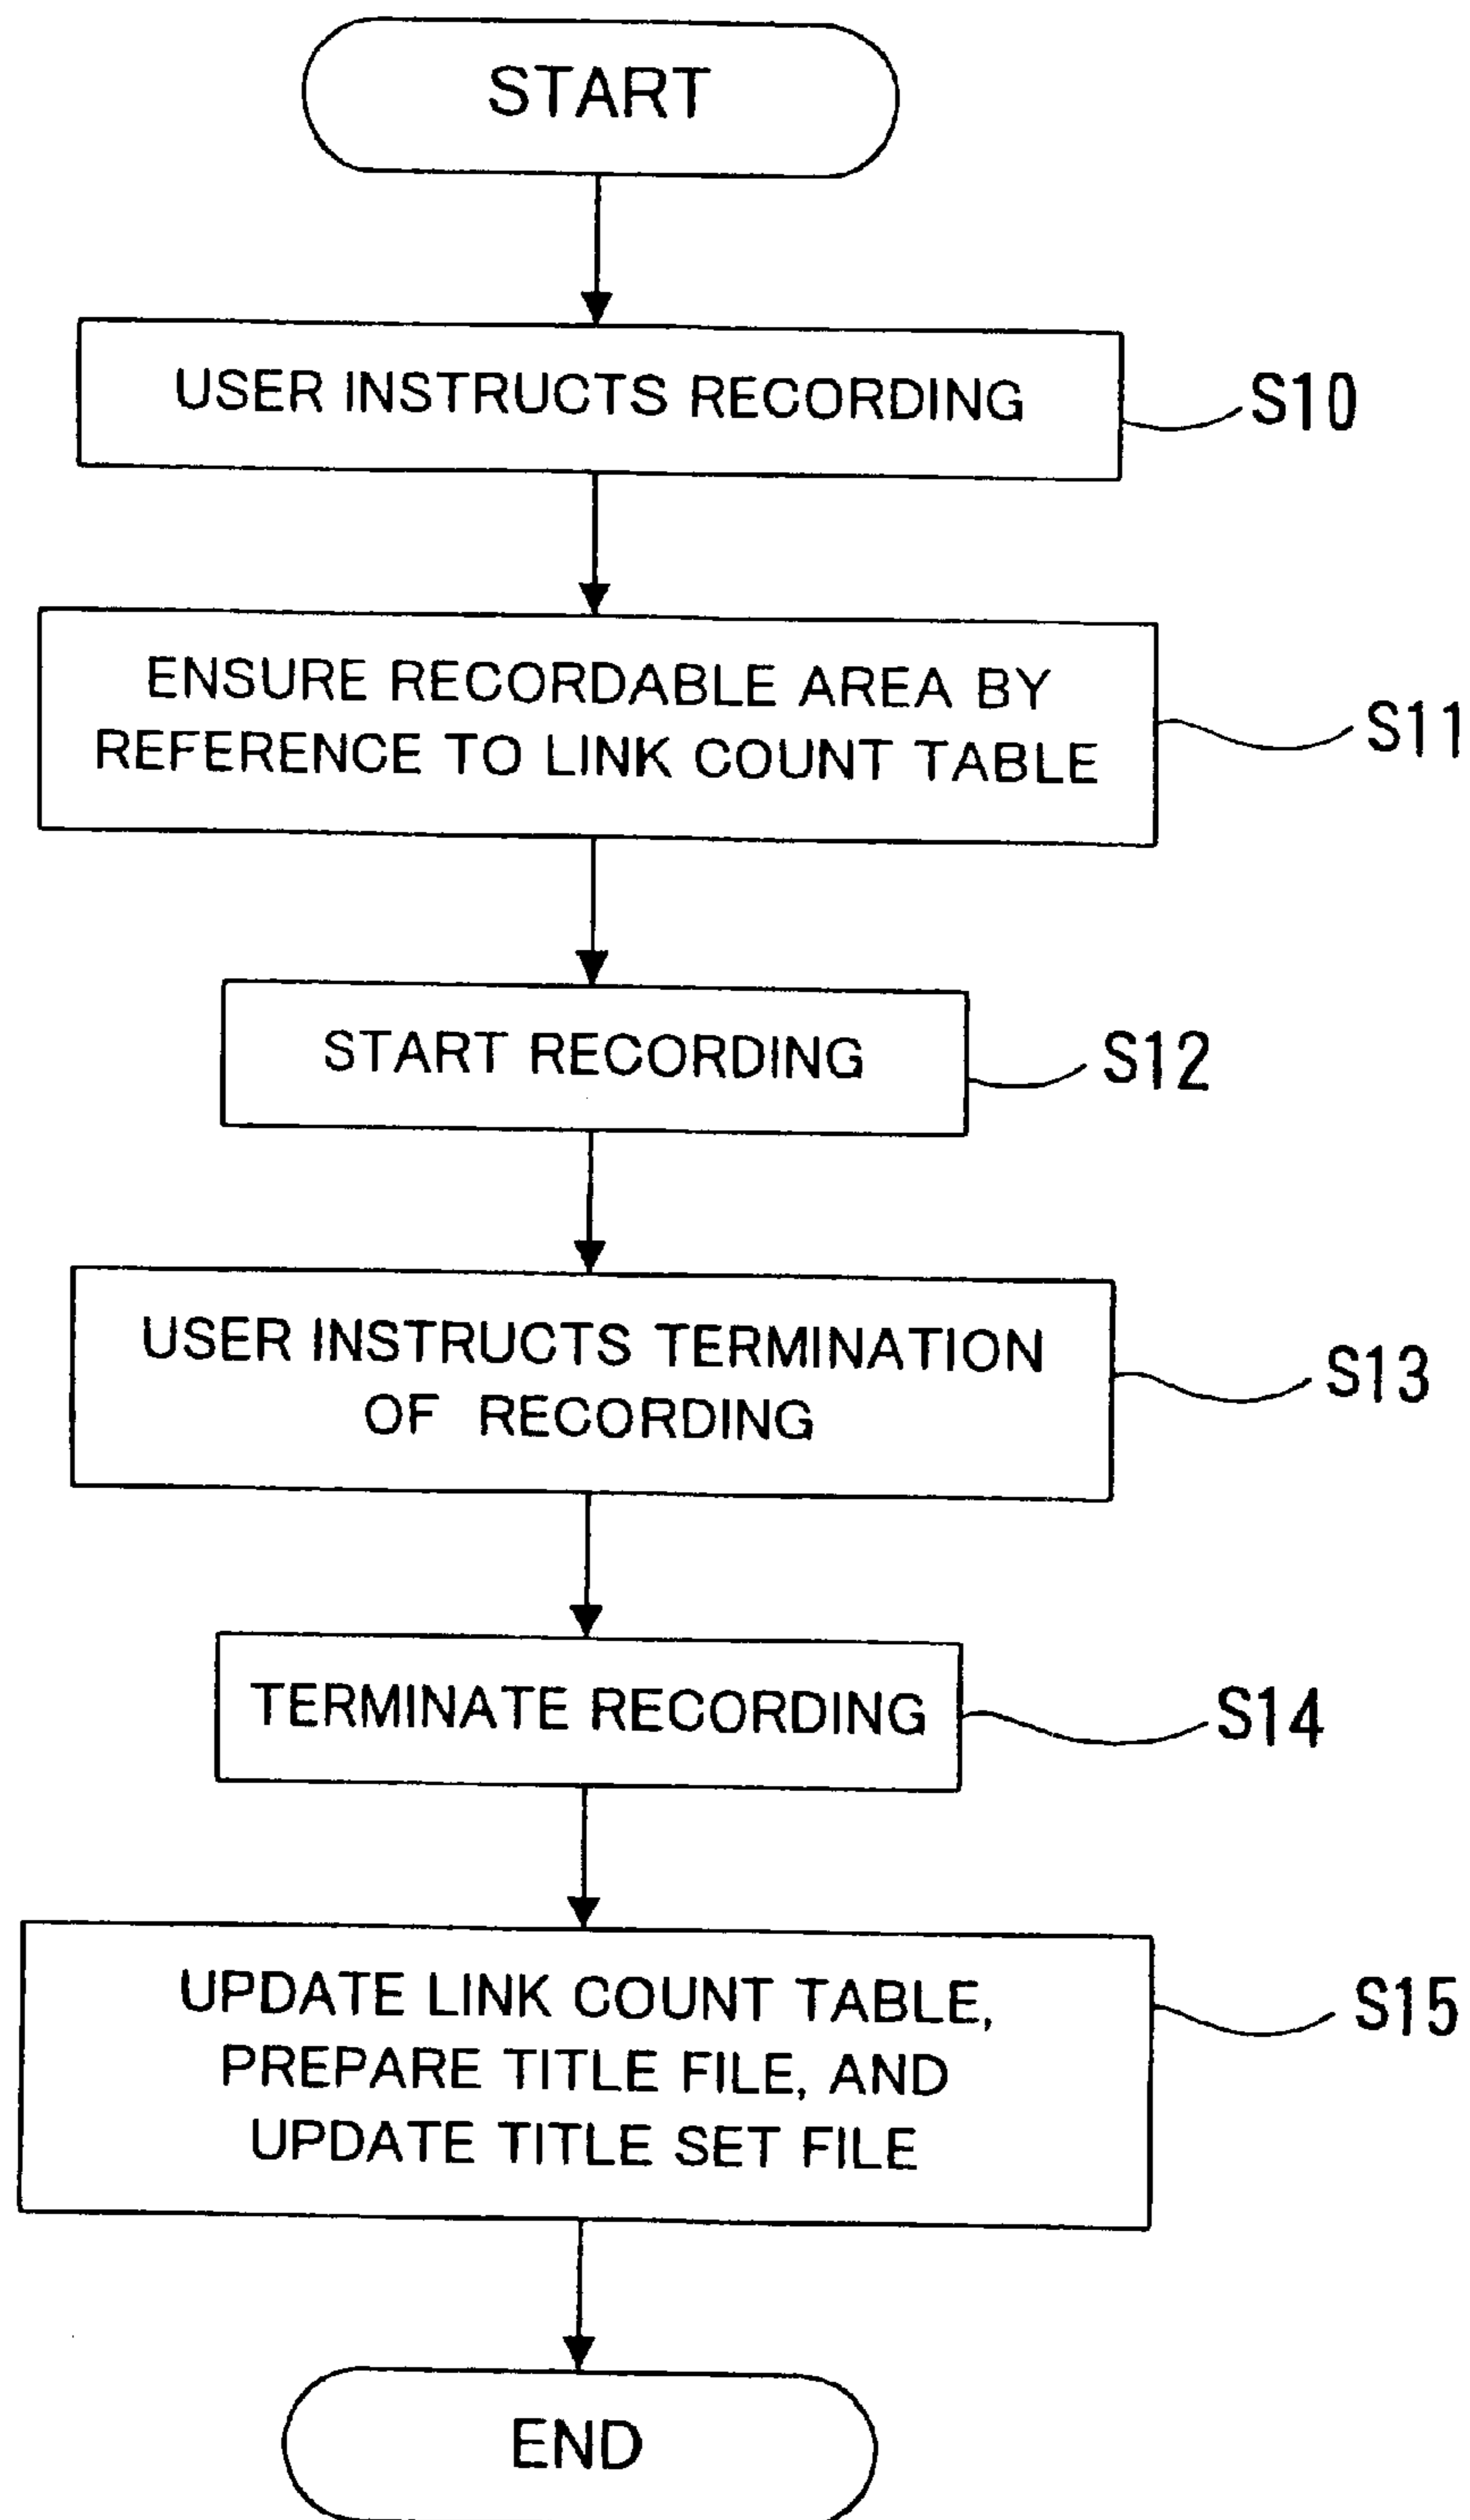 START
USER INSTRUCTS RECORDING
S10
ENSURE RECORDABLE AREA BY
REFERENCE TO LINK COUNT TABLE
S11
START RECORDING
S12
USER INSTRUCTS TERMINATION
OF RECORDING
S13
TERMINATE RECORDING
S14
UPDATE LINK COUNT TABLE,
PREPARE TITLE FILE, AND
UPDATE TITLE SET FILE
S15
END